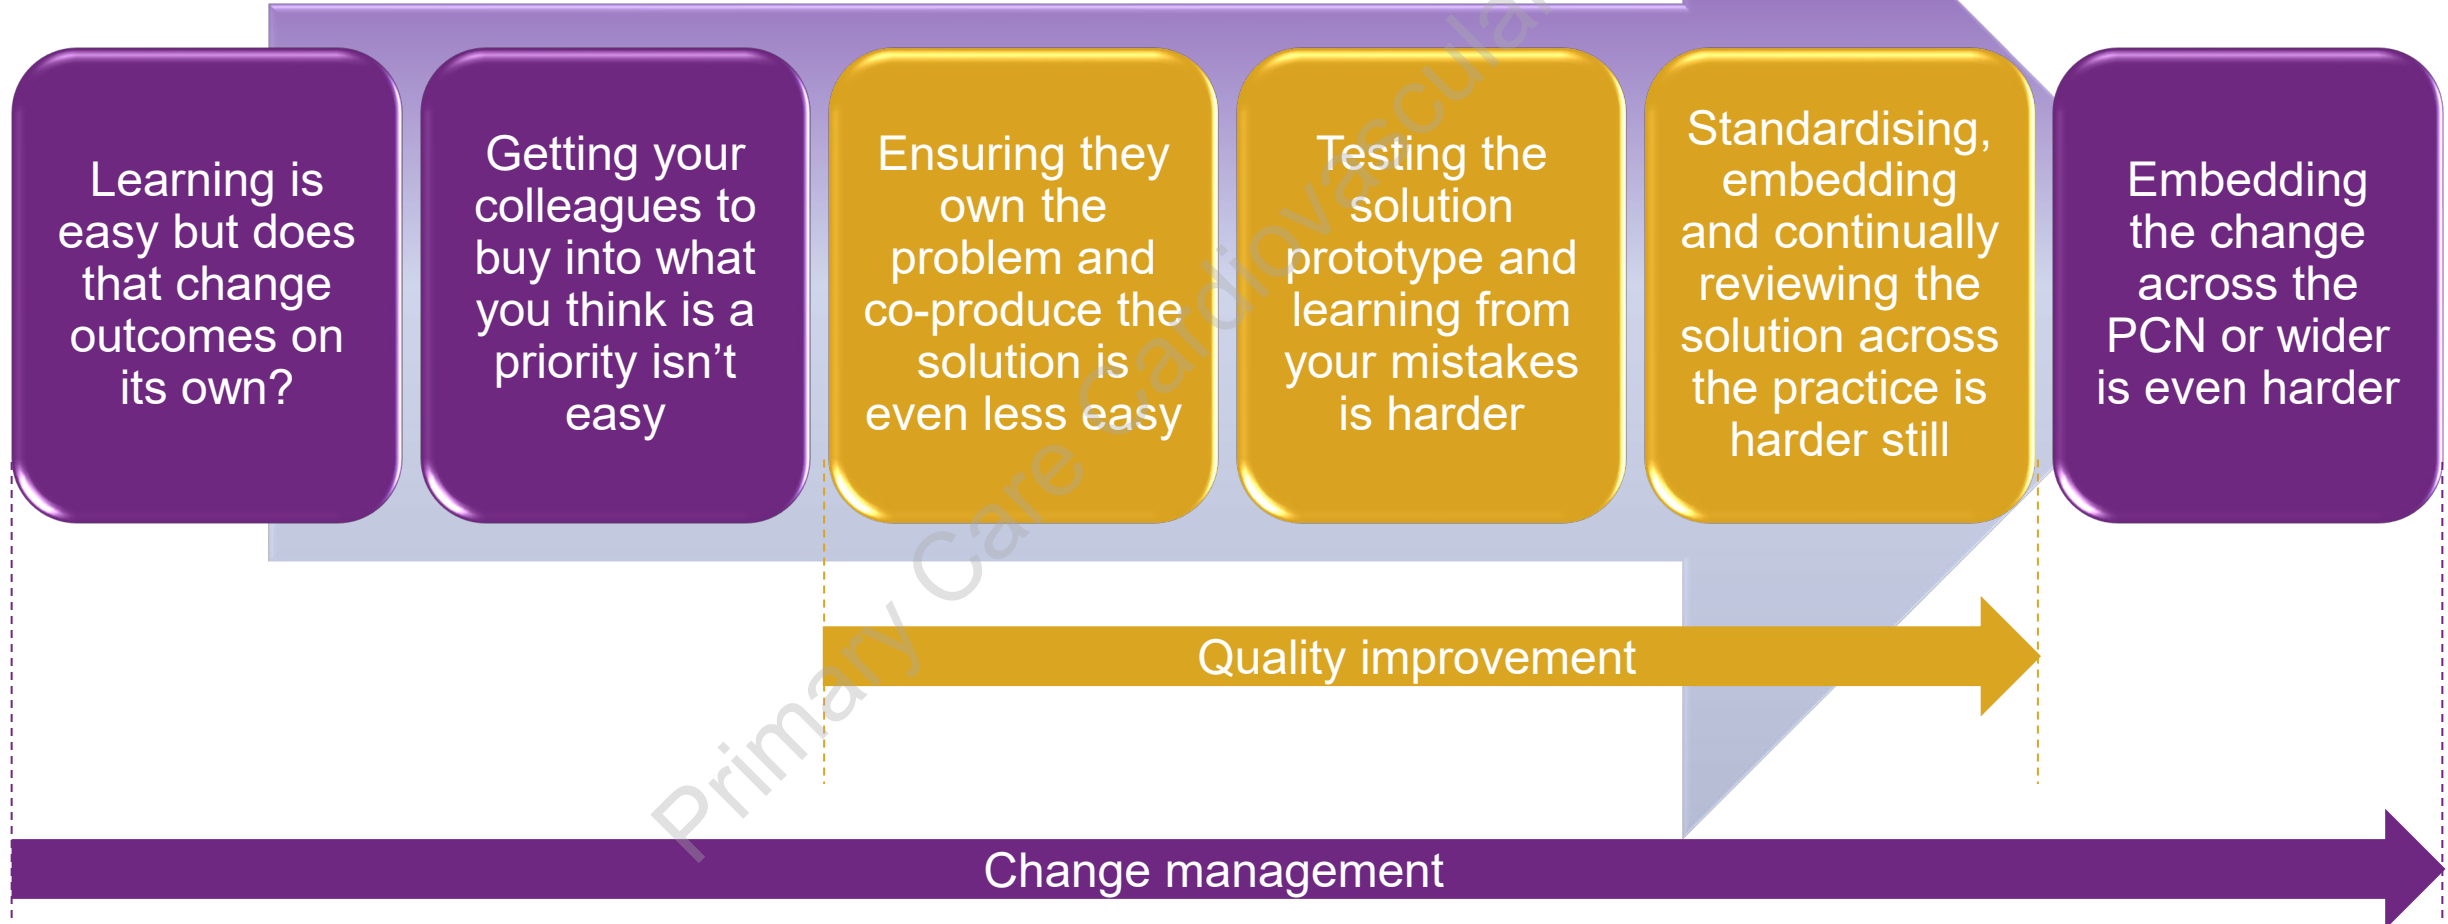 Learning is
easy but does
that change
outcomes on
its own?
Getting your
colleagues to
buy into what
you think is a
priority isn’t
easy
Ensuring they
own the
problem and
co-produce the
solution is
even less easy
Testing the
solution
prototype and
learning from
your mistakes
is harder
Standardising,
embedding
and continually
reviewing the
solution across
the practice is
harder still
Embedding
the change
across the
PCN or wider
is even harder
Quality improvement
Change management
Primary Care Cardiovascular